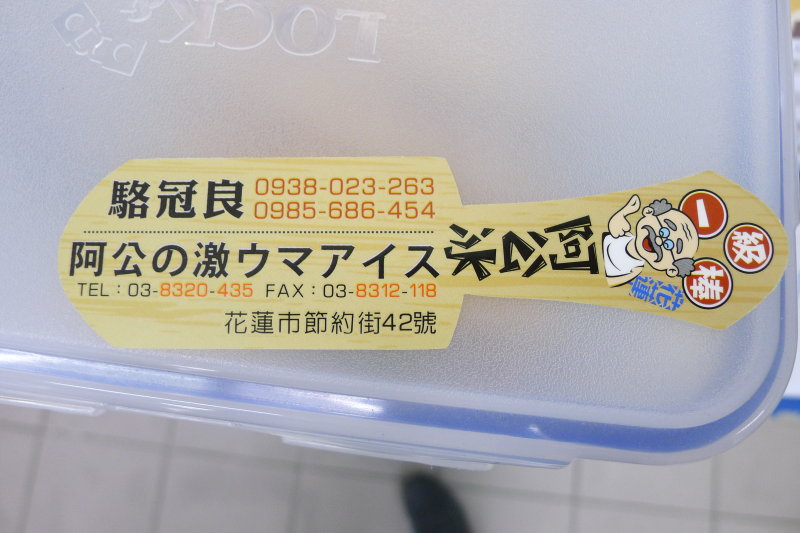 駱冠良 0938-023-263
0985-686-454
阿公の激ウマアイス
TEL：03-8320-435 FAX：03-8312-118
花蓮市節約街42號
阿公冰
花蓮
一級棒
LOCK&